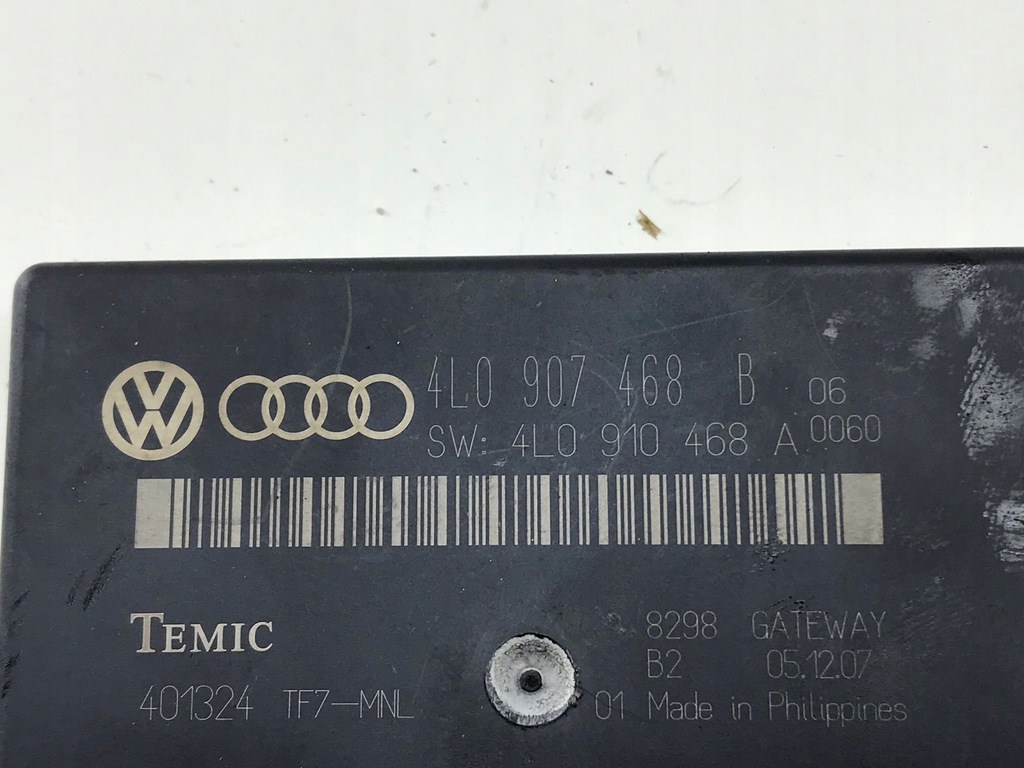 4L0 907 468 B 06
SW: 4L0 910 468 A 0060
TEMIC 8298 GATEWAY
B2 05.12.07
401324 TF7-MNL 01 Made in Philippines